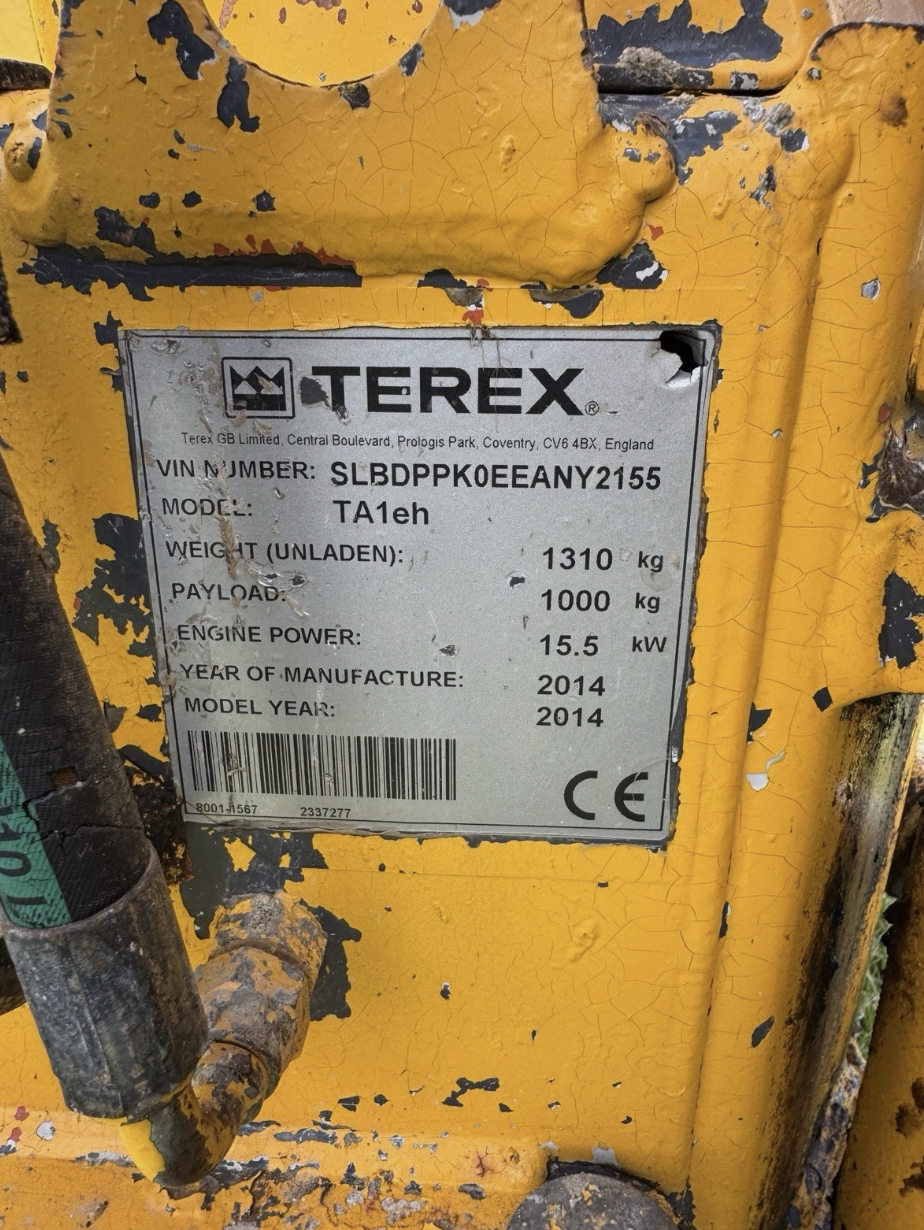 TEREX®
Terex GB Limited, Central Boulevard, Prologis Park, Coventry, CV6 4BX, England
VIN NUMBER: SLBDPPK0EEANY2155
MODEL: TA1eh
WEIGHT (UNLADEN): 1310 kg
PAYLOAD: 1000 kg
ENGINE POWER: 15.5 kW
YEAR OF MANUFACTURE: 2014
MODEL YEAR: 2014
8001-1567 2337277
CE